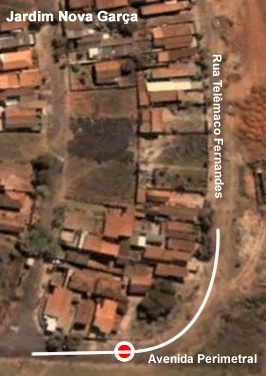 Jardim Nova Garça
Rua Telêmaco Fernandes
Avenida Perimetral